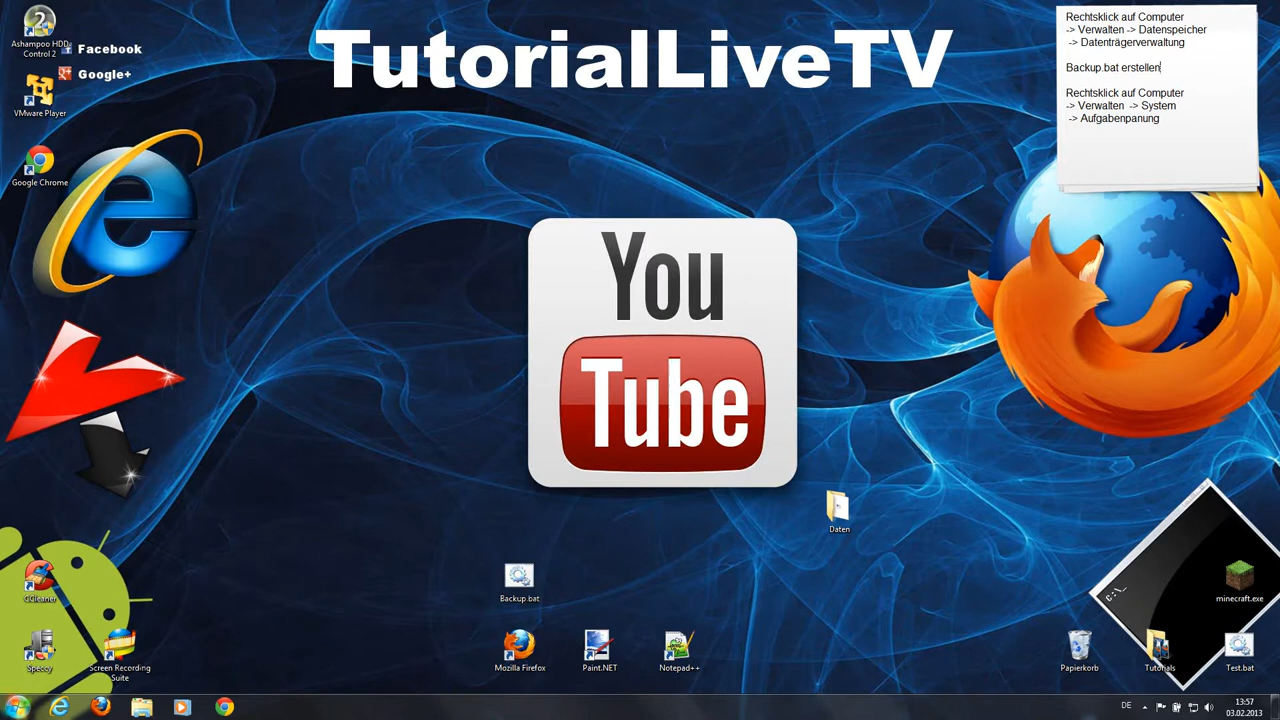 TutorialLiveTV
Ashampoo HDD
Control 2
Facebook
Google+
VMware Player
Google Chrome
Rechtsklick auf Computer
-> Verwalten -> Datenspeicher
-> Datenträgerverwaltung
Backup.bat erstellen
Rechtsklick auf Computer
-> Verwalten -> System
-> Aufgabenpanung
You
Tube
Daten
C:\_
CCleaner
Backup.bat
minecraft.exe
Speccy
Screen Recording
Suite
Mozilla Firefox
Paint.NET
Notepad++
Papierkorb
Tutorials
Test.bat
DE
13:57
03.02.2013